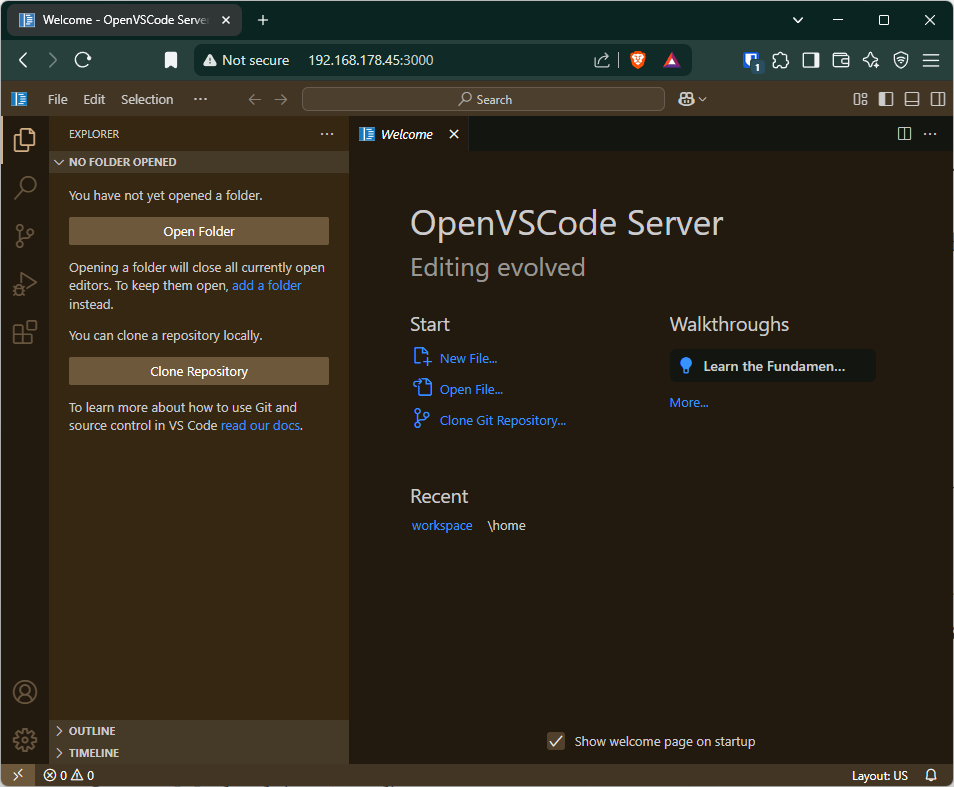 Welcome - OpenVSCode Serve
Not secure 192.168.178.45:3000
1
File Edit Selection ... Search
EXPLORER ...
Welcome ...
NO FOLDER OPENED
You have not yet opened a folder.
Open Folder
Opening a folder will close all currently open
editors. To keep them open, add a folder
instead.
You can clone a repository locally.
Clone Repository
To learn more about how to use Git and
source control in VS Code read our docs.
OpenVSCode Server
Editing evolved
Start
New File...
Open File...
Clone Git Repository...
Walkthroughs
Learn the Fundamen...
More...
Recent
workspace \home
OUTLINE
TIMELINE
Show welcome page on startup
0 0
Layout: US